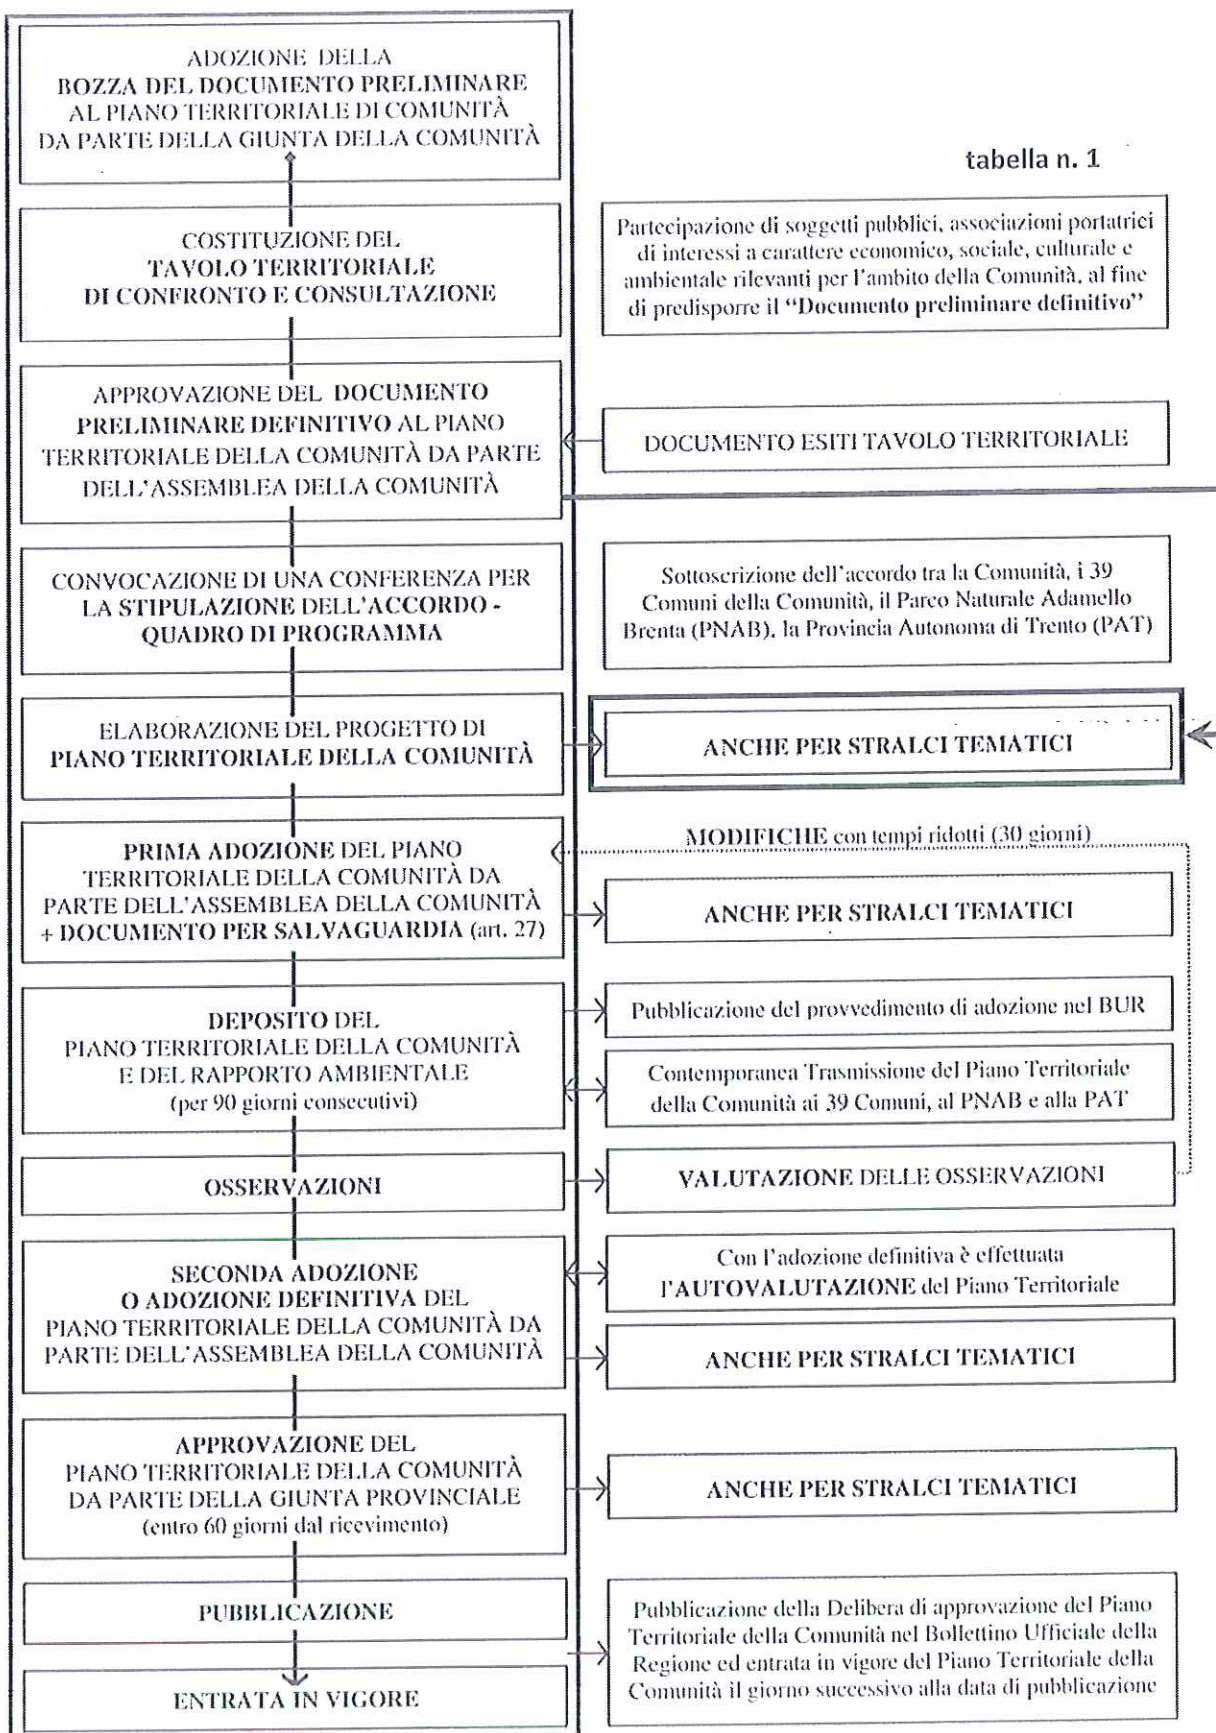 ADOZIONE DELLA
BOZZA DEL DOCUMENTO PRELIMINARE
AL PIANO TERRITORIALE DI COMUNITÀ
DA PARTE DELLA GIUNTA DELLA COMUNITÀ
tabella n. 1
COSTITUZIONE DEL
TAVOLO TERRITORIALE
DI CONFRONTO E CONSULTAZIONE
Partecipazione di soggetti pubblici, associazioni portatrici
di interessi a carattere economico, sociale, culturale e
ambientale rilevanti per l'ambito della Comunità, al fine
di predisporre il "Documento preliminare definitivo"
APPROVAZIONE DEL DOCUMENTO
PRELIMINARE DEFINITIVO AL PIANO
TERRITORIALE DELLA COMUNITÀ DA PARTE
DELL'ASSEMBLEA DELLA COMUNITÀ
DOCUMENTO ESITI TAVOLO TERRITORIALE
CONVOCAZIONE DI UNA CONFERENZA PER
LA STIPULAZIONE DELL'ACCORDO -
QUADRO DI PROGRAMMA
Sottoscrizione dell'accordo tra la Comunità, i 39
Comuni della Comunità, il Parco Naturale Adamello
Brenta (PNAB), la Provincia Autonoma di Trento (PAT)
ELABORAZIONE DEL PROGETTO DI
PIANO TERRITORIALE DELLA COMUNITÀ
ANCHE PER STRALCI TEMATICI
MODIFICHE con tempi ridotti (30 giorni)
PRIMA ADOZIONE DEL PIANO
TERRITORIALE DELLA COMUNITÀ DA
PARTE DELL'ASSEMBLEA DELLA COMUNITÀ
+ DOCUMENTO PER SALVAGUARDIA (art. 27)
ANCHE PER STRALCI TEMATICI
DEPOSITO DEL
PIANO TERRITORIALE DELLA COMUNITÀ
E DEL RAPPORTO AMBIENTALE
(per 90 giorni consecutivi)
Pubblicazione del provvedimento di adozione nel BUR
Contemporanea Trasmissione del Piano Territoriale
della Comunità ai 39 Comuni, al PNAB e alla PAT
OSSERVAZIONI
VALUTAZIONE DELLE OSSERVAZIONI
SECONDA ADOZIONE
O ADOZIONE DEFINITIVA DEL
PIANO TERRITORIALE DELLA COMUNITÀ DA
PARTE DELL'ASSEMBLEA DELLA COMUNITÀ
Con l'adozione definitiva è effettuata
l'AUTOVALUTAZIONE del Piano Territoriale
ANCHE PER STRALCI TEMATICI
APPROVAZIONE DEL
PIANO TERRITORIALE DELLA COMUNITÀ
DA PARTE DELLA GIUNTA PROVINCIALE
(entro 60 giorni dal ricevimento)
ANCHE PER STRALCI TEMATICI
PUBBLICAZIONE
ENTRATA IN VIGORE
Pubblicazione della Delibera di approvazione del Piano
Territoriale della Comunità nel Bollettino Ufficiale della
Regione ed entrata in vigore del Piano Territoriale della
Comunità il giorno successivo alla data di pubblicazione